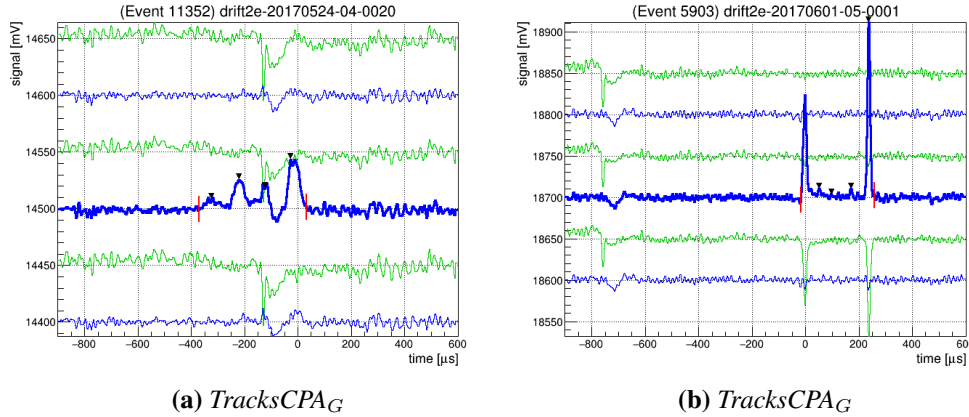 (Event 11352) drift2e-20170524-04-0020
signal [mV]
14650
14600
14550
14500
14450
14400
−800 −600 −400 −200 0 200 400 600
time [µs]
(a) TracksCPA_G
(Event 5903) drift2e-20170601-05-0001
signal [mV]
18900
18850
18800
18750
18700
18650
18600
18550
−800 −600 −400 −200 0 200 400 60
time [µs]
(b) TracksCPA_G